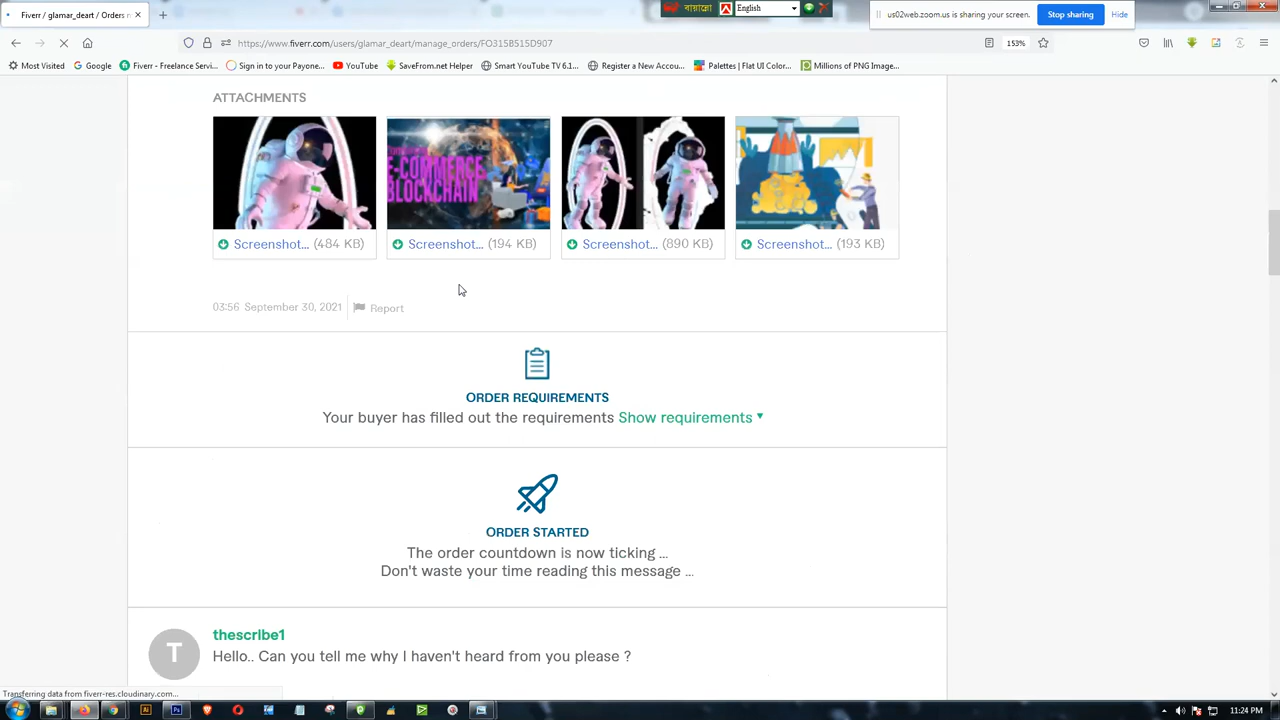 Fiverr / glamar_deart / Orders
বায়ান্নো
English
us02web.zoom.us is sharing your screen.
Stop sharing
Hide
https://www.fiverr.com/users/glamar_deart/manage_orders/FO315B515D907
153%
Most Visited
Google
Fiverr - Freelance Servi...
Sign in to your Payone...
YouTube
SaveFrom.net Helper
Smart YouTube TV 6.1...
Register a New Accou...
Palettes | Flat UI Color...
Millions of PNG Image...
ATTACHMENTS
E-COMMERCE
BLOCKCHAIN
Screenshot... (484 KB)
Screenshot... (194 KB)
Screenshot... (890 KB)
Screenshot... (193 KB)
03:56 September 30, 2021
Report
ORDER REQUIREMENTS
Your buyer has filled out the requirements Show requirements
ORDER STARTED
The order countdown is now ticking ...
Don't waste your time reading this message ...
T
thescribe1
Hello.. Can you tell me why I haven't heard from you please ?
Transferring data from fiverr-res.cloudinary.com...
Ai
Ps
11:24 PM